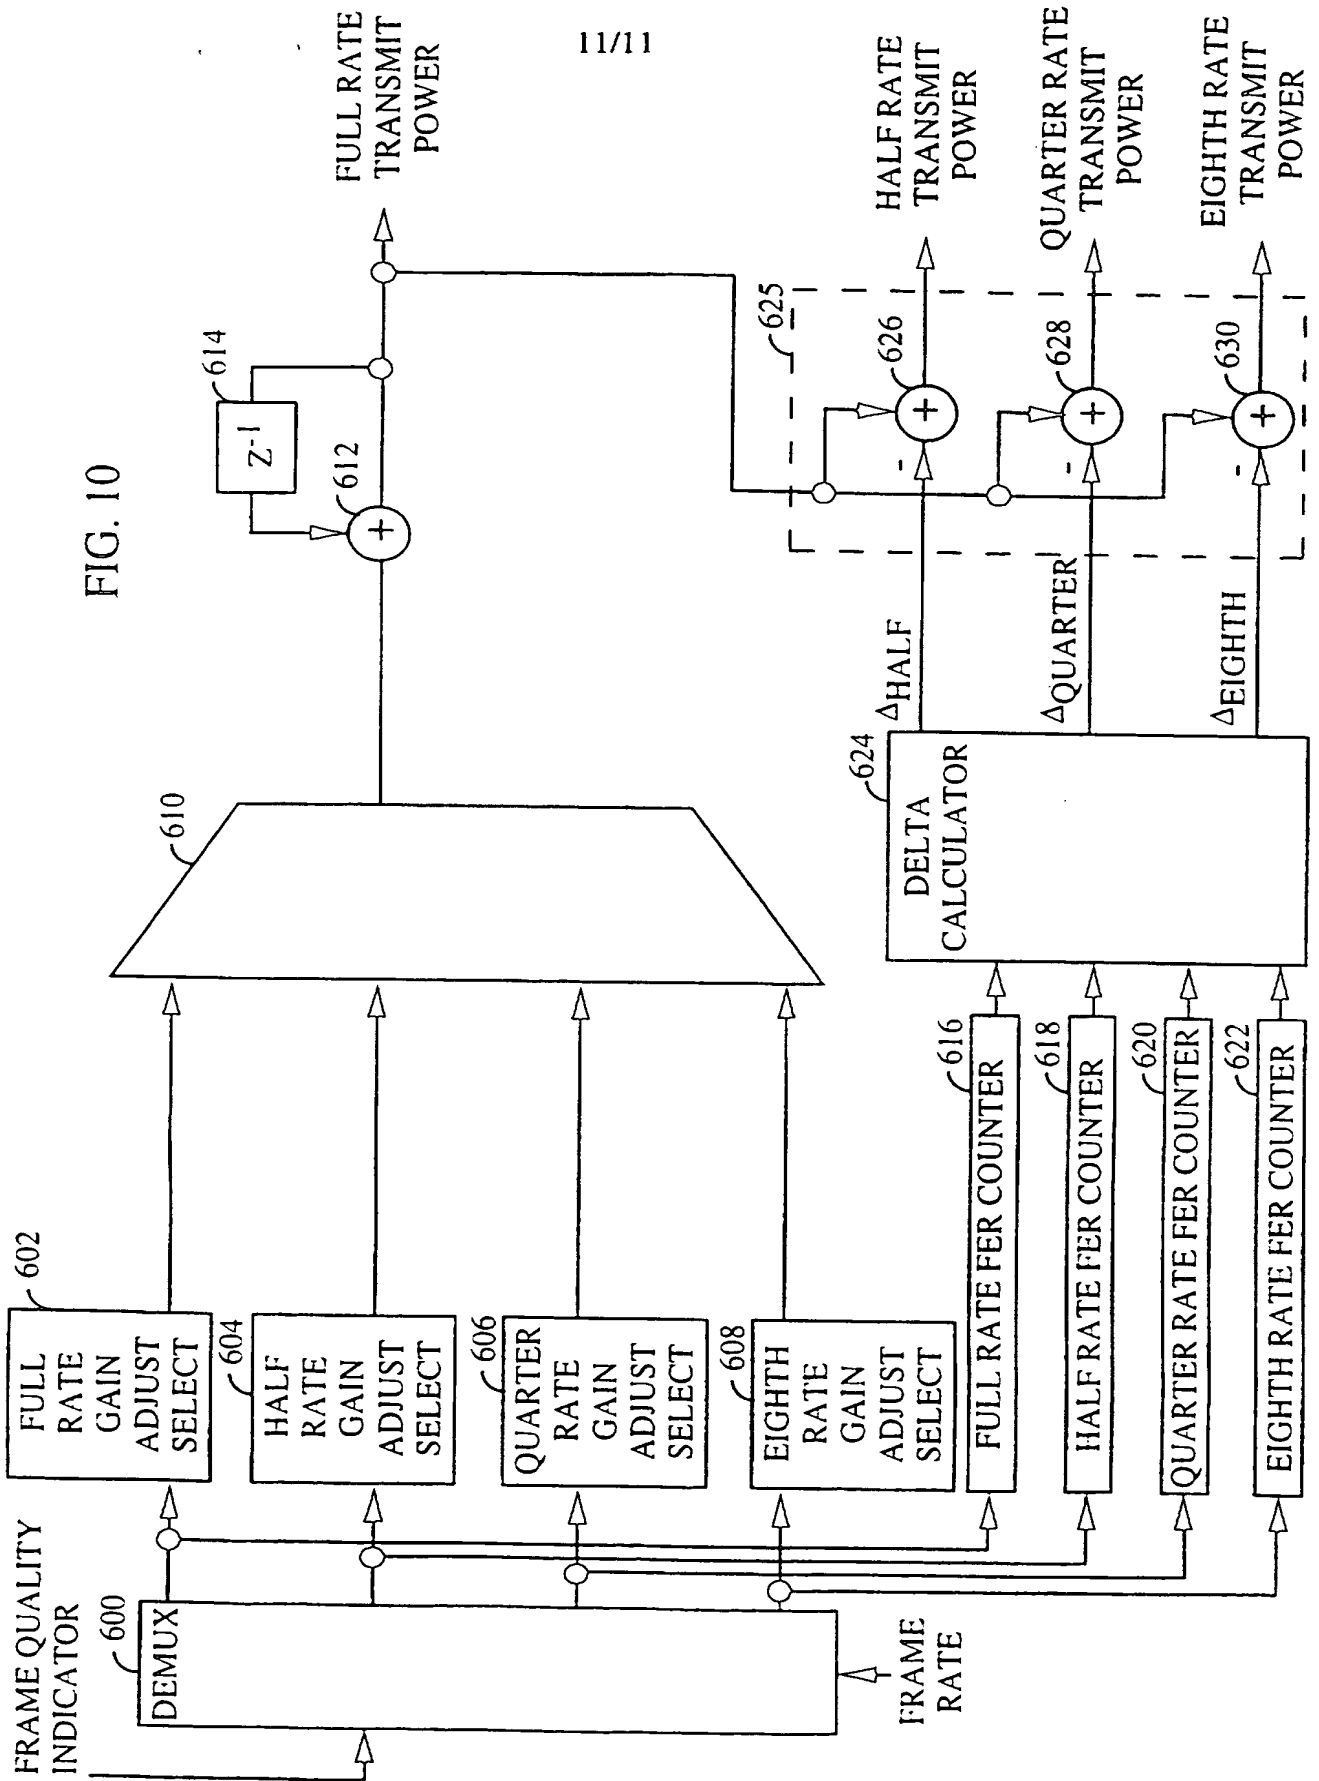 11/11
FIG. 10
FRAME QUALITY
INDICATOR
600
DEMUX
FRAME
RATE
602
FULL
RATE
GAIN
ADJUST
SELECT
604
HALF
RATE
GAIN
ADJUST
SELECT
606
QUARTER
RATE
GAIN
ADJUST
SELECT
608
EIGHTH
RATE
GAIN
ADJUST
SELECT
610
612
+
614
Z-1
FULL RATE
TRANSMIT
POWER
616
FULL RATE FER COUNTER
618
HALF RATE FER COUNTER
620
QUARTER RATE FER COUNTER
622
EIGHTH RATE FER COUNTER
624
DELTA
CALCULATOR
ΔHALF
ΔQUARTER
ΔEIGHTH
625
626
+
-
628
+
-
630
+
-
HALF RATE
TRANSMIT
POWER
QUARTER RATE
TRANSMIT
POWER
EIGHTH RATE
TRANSMIT
POWER